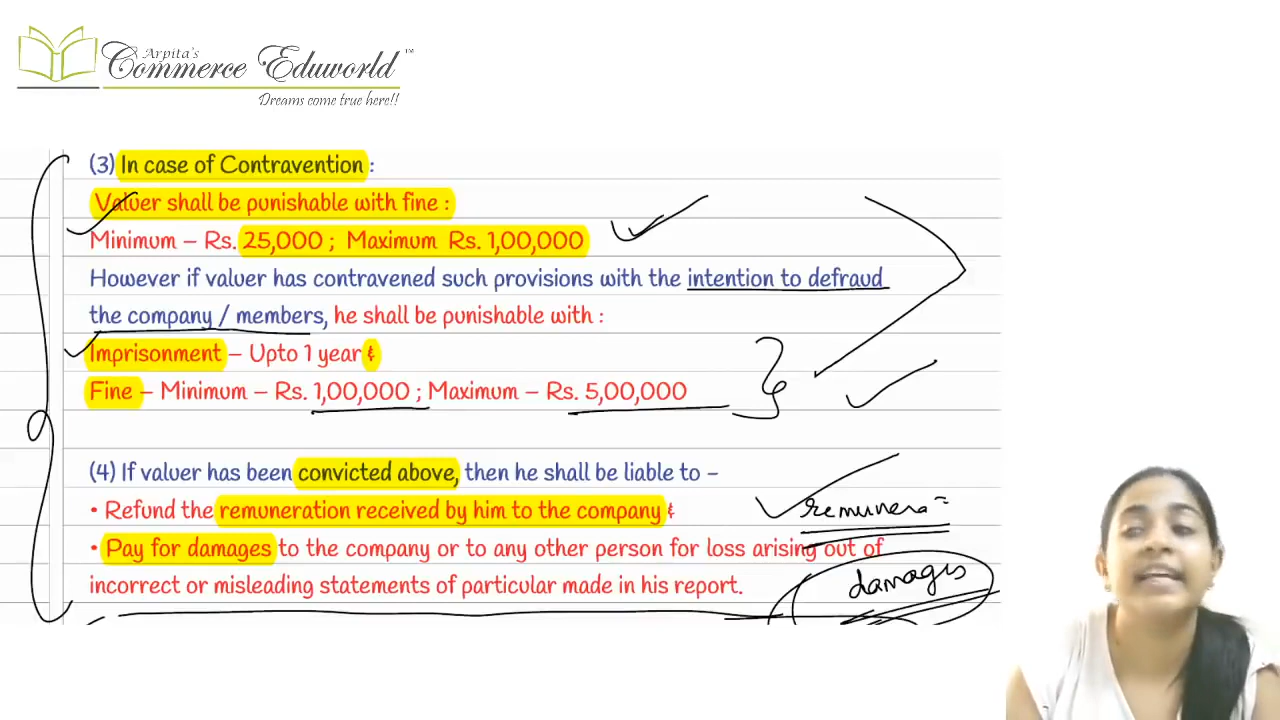 Arpita's
Commerce Eduworld™
Dreams come true here!!
(3) In case of Contravention :
Valuer shall be punishable with fine :
Minimum – Rs. 25,000 ; Maximum Rs. 1,00,000
However if valuer has contravened such provisions with the intention to defraud
the company / members, he shall be punishable with :
Imprisonment – Upto 1 year &
Fine – Minimum – Rs. 1,00,000 ; Maximum – Rs. 5,00,000
(4) If valuer has been convicted above, then he shall be liable to –
• Refund the remuneration received by him to the company & remunera=
• Pay for damages to the company or to any other person for loss arising out of
incorrect or misleading statements of particular made in his report. damages